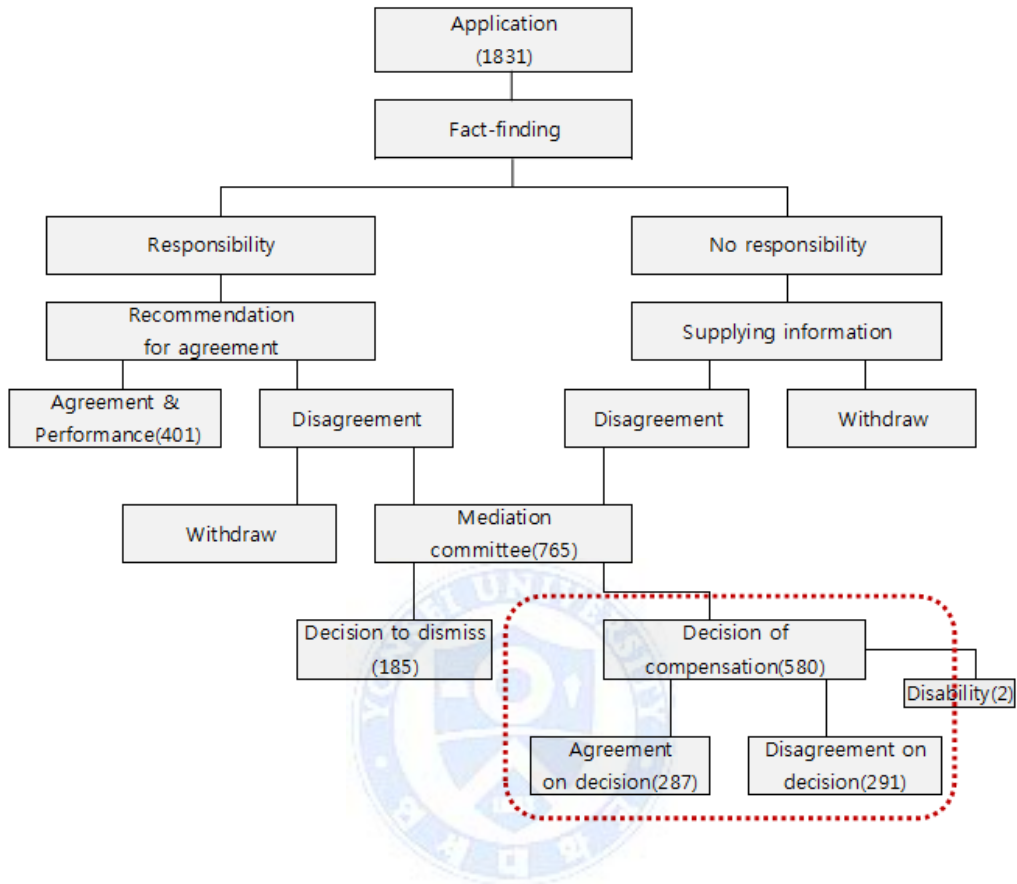 Application
(1831)
Fact-finding
Responsibility
No responsibility
Recommendation
for agreement
Supplying information
Agreement &
Performance(401)
Disagreement
Disagreement
Withdraw
Withdraw
Mediation
committee(765)
Decision to dismiss
(185)
Decision of
compensation(580)
Disability(2)
Agreement
on decision(287)
Disagreement on
decision(291)
YONSEI UNIVERSITY